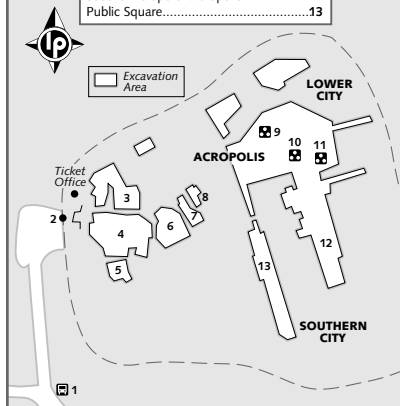 Public Square....................................13
lp
Excavation
Area
LOWER
CITY
9
10
11
ACROPOLIS
Ticket
Office
8
3
7
2
4
6
12
5
13
SOUTHERN
CITY
1